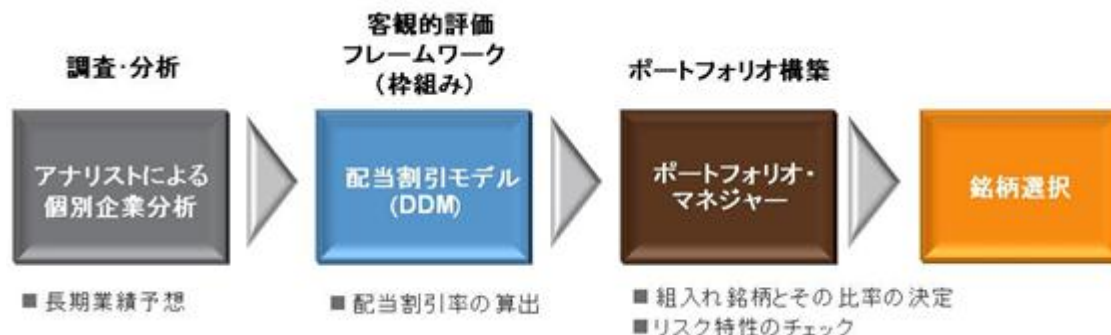 調査・分析
客観的評価
フレームワーク
(枠組み)
ポートフォリオ構築
アナリストによる
個別企業分析
配当割引モデル
(DDM)
ポートフォリオ・
マネジャー
銘柄選択
■ 長期業績予想
■ 配当割引率の算出
■ 組入れ銘柄とその比率の決定
■リスク特性のチェック